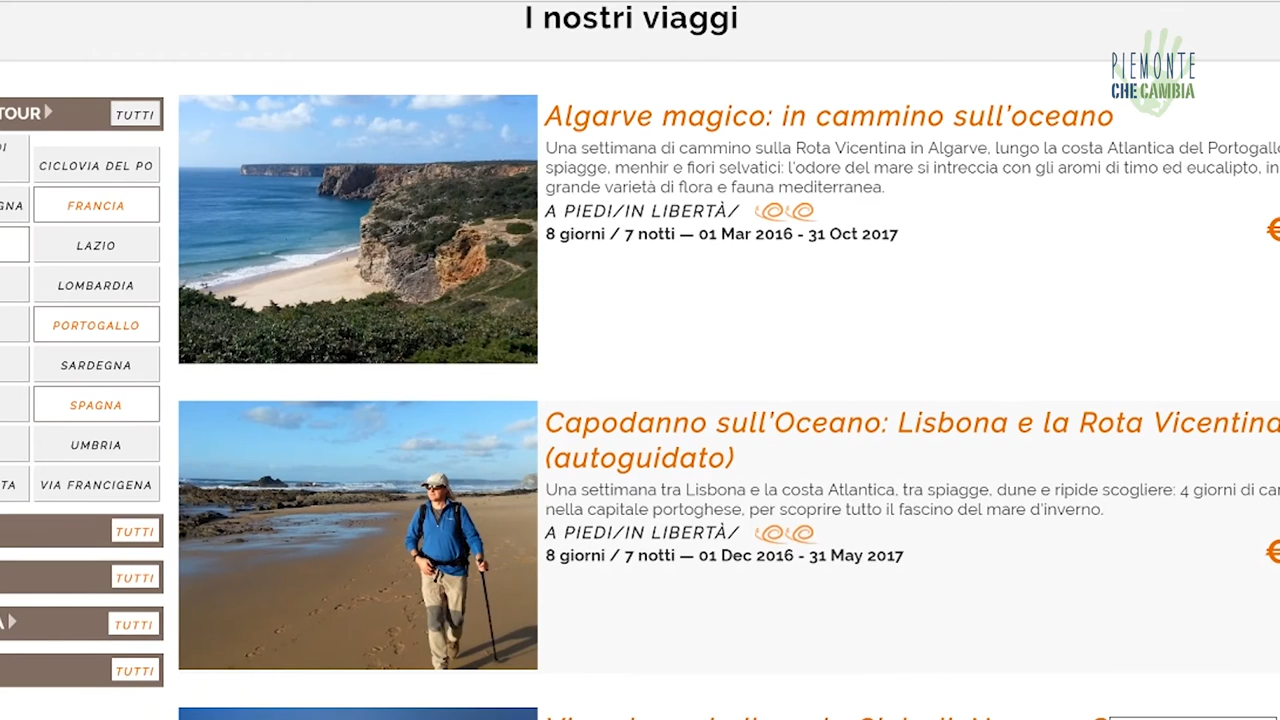 I nostri viaggi
PIEMONTE
CHE CAMBIA
TOUR
TUTTI
CICLOVIA DEL PO
FRANCIA
LAZIO
LOMBARDIA
PORTOGALLO
SARDEGNA
SPAGNA
UMBRIA
VIA FRANCIGENA
TUTTI
TUTTI
TUTTI
TUTTI
Algarve magico: in cammino sull'oceano
Una settimana di cammino sulla Rota Vicentina in Algarve, lungo la costa Atlantica del Portogallo
spiagge, menhir e fiori selvatici: l'odore del mare si intreccia con gli aromi di timo ed eucalipto, in
grande varietà di flora e fauna mediterranea.
A PIEDI/IN LIBERTÀ/
8 giorni / 7 notti — 01 Mar 2016 - 31 Oct 2017
€
Capodanno sull'Oceano: Lisbona e la Rota Vicentina
(autoguidato)
Una settimana tra Lisbona e la costa Atlantica, tra spiagge, dune e ripide scogliere: 4 giorni di
nella capitale portoghese, per scoprire tutto il fascino del mare d'inverno.
A PIEDI/IN LIBERTÀ/
8 giorni / 7 notti — 01 Dec 2016 - 31 May 2017
€